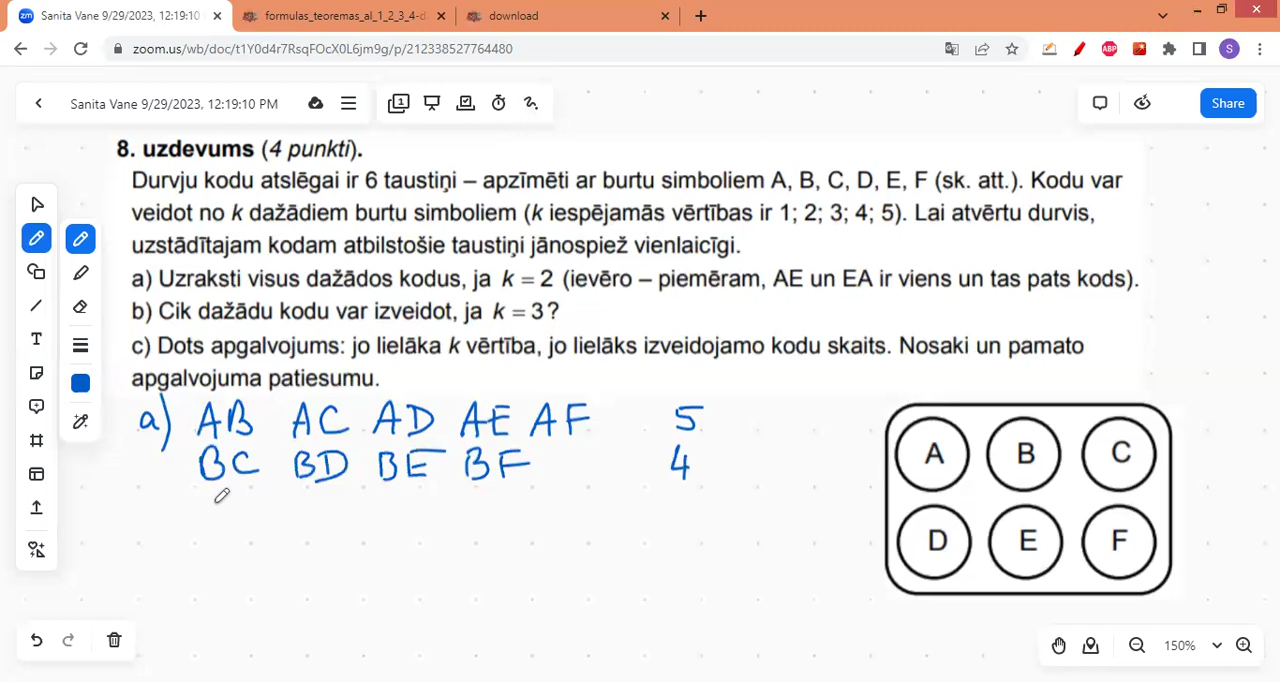 Sanita Vane 9/29/2023, 12:19:10
formulas_teoremas_al_1_2_3_4-d
download
zoom.us/wb/doc/t1Y0d4r7RsqFOcX0L6jm9g/p/212338527764480
ABP
S
Sanita Vane 9/29/2023, 12:19:10 PM
1
Share
8. uzdevums (4 punkti).
Durvju kodu atslēgai ir 6 taustiņi – apzīmēti ar burtu simboliem A, B, C, D, E, F (sk. att.). Kodu var
veidot no k dažādiem burtu simboliem (k iespējamās vērtības ir 1; 2; 3; 4; 5). Lai atvērtu durvis,
uzstādītajam kodam atbilstošie taustiņi jānospiež vienlaicīgi.
a) Uzraksti visus dažādos kodus, ja k = 2 (ievēro – piemēram, AE un EA ir viens un tas pats kods).
b) Cik dažādu kodu var izveidot, ja k = 3?
c) Dots apgalvojums: jo lielāka k vērtība, jo lielāks izveidojamo kodu skaits. Nosaki un pamato
apgalvojuma patiesumu.
a) AB AC AD AE AF 5
BC BD BE BF 4
A B C
D E F
T
150%